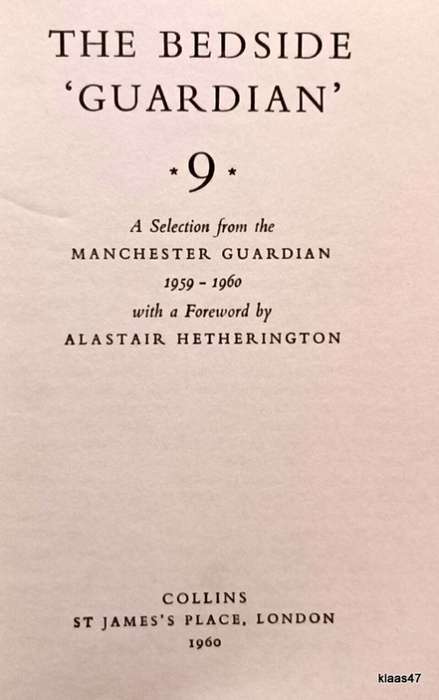 THE BEDSIDE
‘GUARDIAN’
* 9 *
A Selection from the
MANCHESTER GUARDIAN
1959 – 1960
with a Foreword by
ALASTAIR HETHERINGTON
COLLINS
ST JAMES'S PLACE, LONDON
1960
klaas47